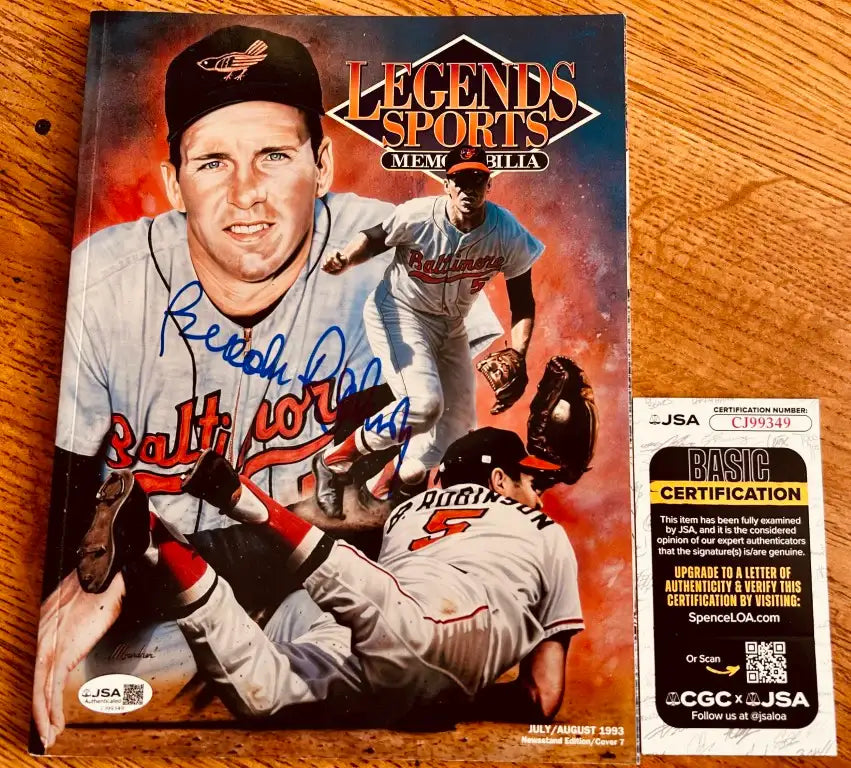 LEGENDS
SPORTS
MEMORABILIA
Baltimore
5
Brooks Robinson
Baltimore
B. ROBINSON
5
JSA
Authenticated
CJ99349
JULY/AUGUST 1993
Newsstand Edition/Cover 7
JSA
CERTIFICATION NUMBER:
CJ99349
BASIC
CERTIFICATION
This item has been fully examined
by JSA, and it is the considered
opinion of our expert authenticators
that the signature(s) is/are genuine.
UPGRADE TO A LETTER OF
AUTHENTICITY & VERIFY THIS
CERTIFICATION BY VISITING:
SpenceLOA.com
Or Scan
CGC x JSA
Follow us at @jsaloa